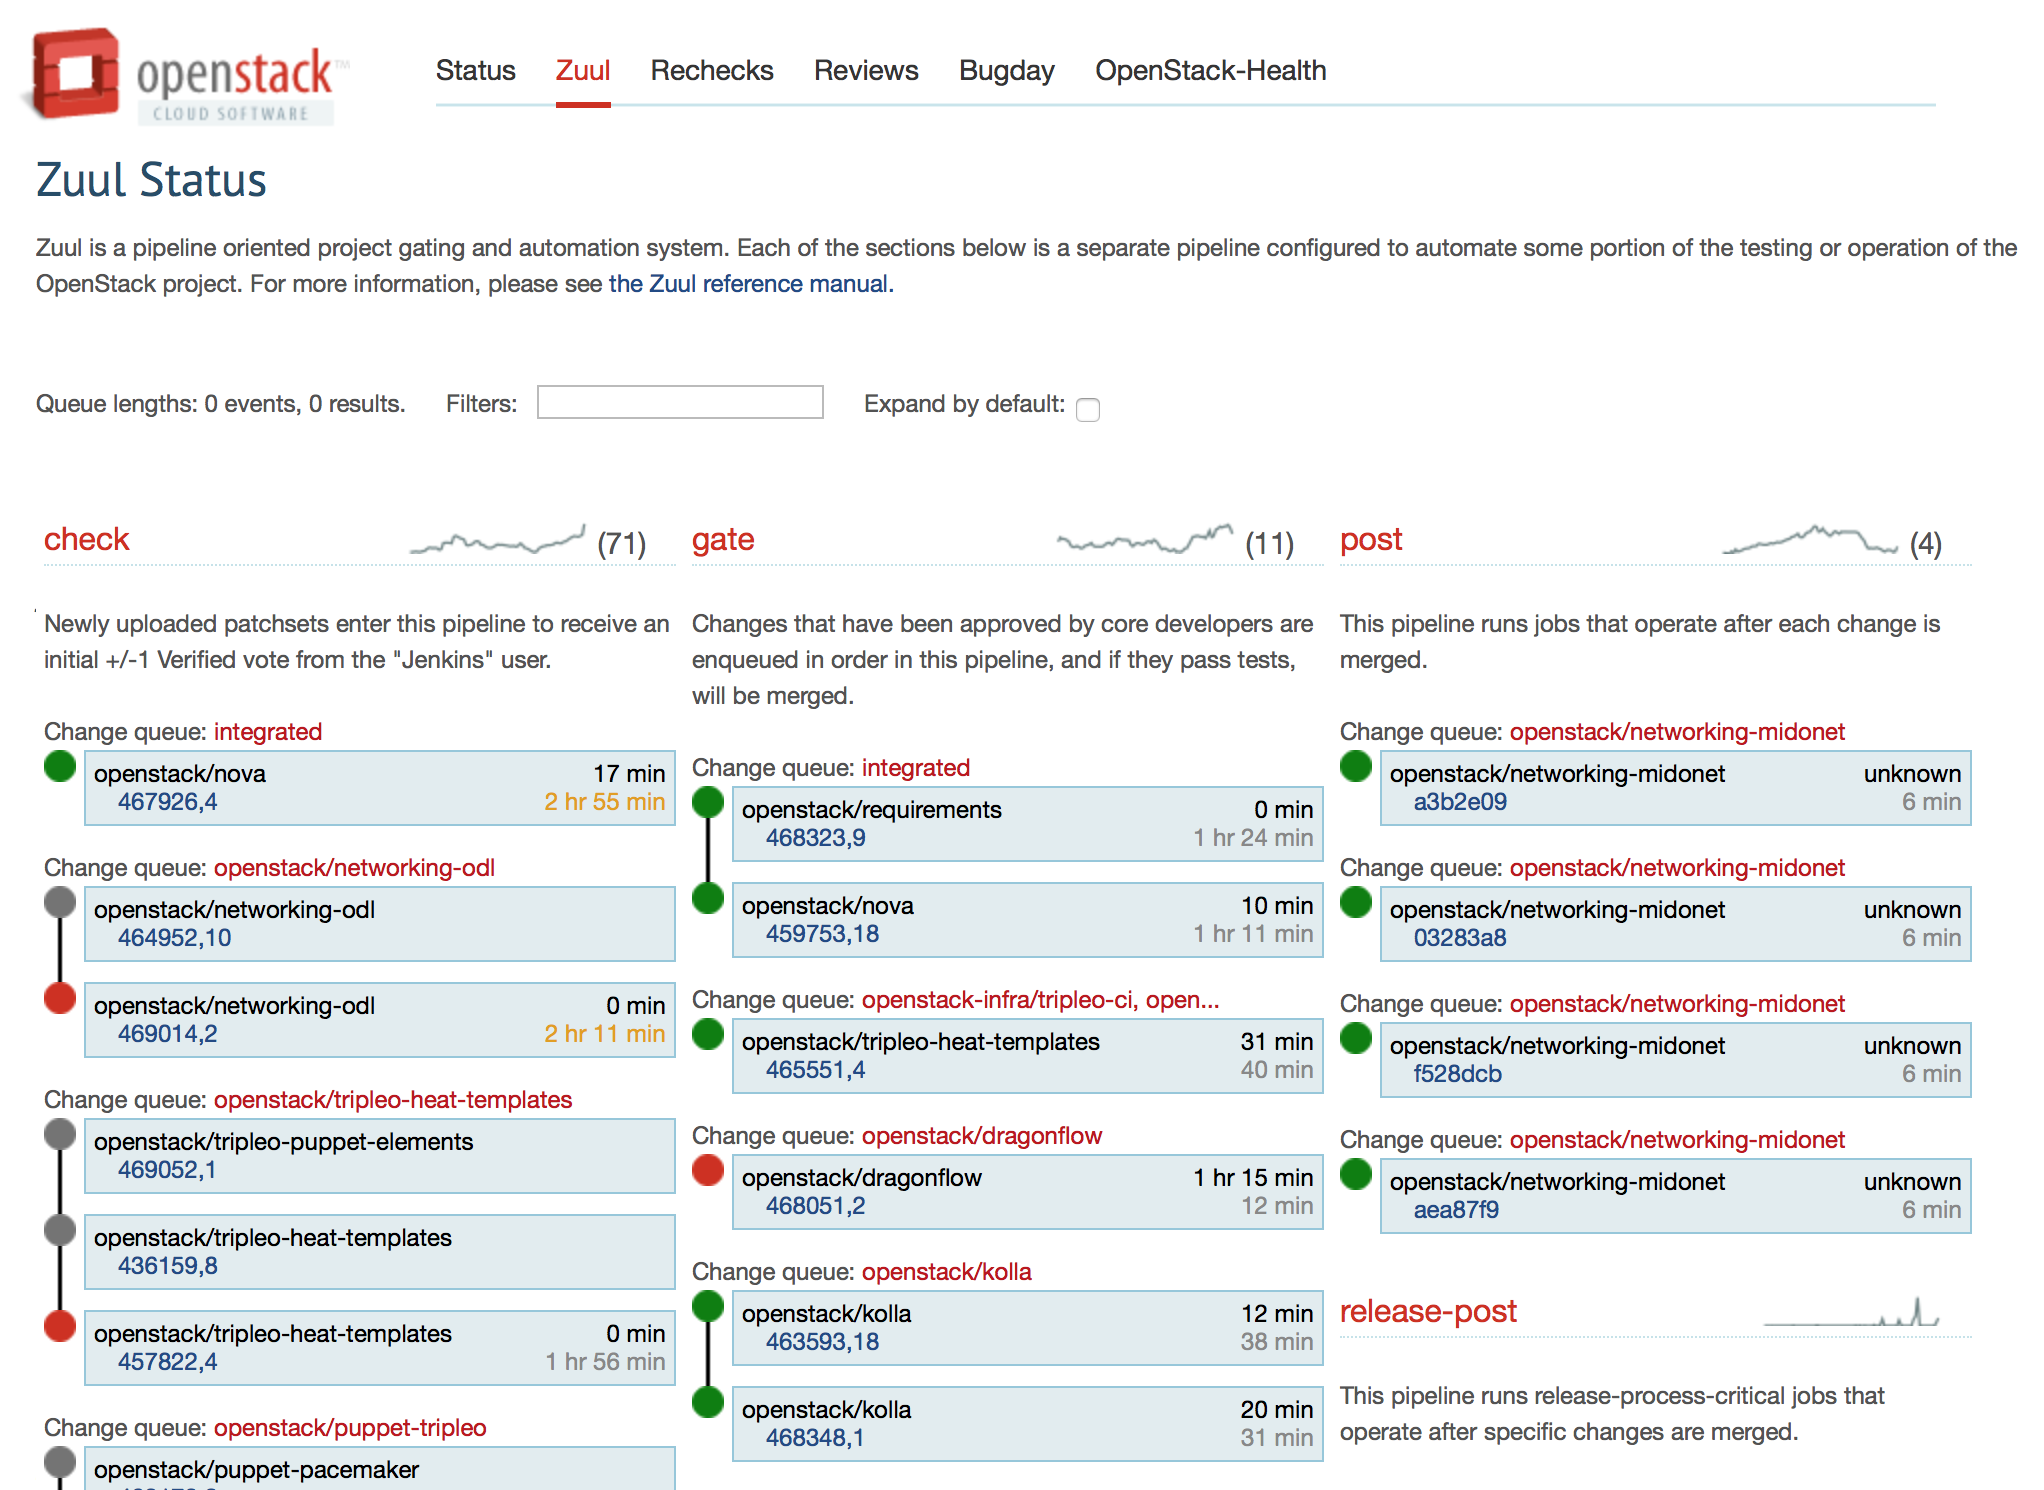 openstack™
CLOUD SOFTWARE
Status Zuul Rechecks Reviews Bugday OpenStack-Health
Zuul Status
Zuul is a pipeline oriented project gating and automation system. Each of the sections below is a separate pipeline configured to automate some portion of the testing or operation of the
OpenStack project. For more information, please see the Zuul reference manual.
Queue lengths: 0 events, 0 results. Filters: Expand by default:
check (71)
Newly uploaded patchsets enter this pipeline to receive an
initial +/-1 Verified vote from the "Jenkins" user.
Change queue: integrated
openstack/nova 17 min
467926,4 2 hr 55 min
Change queue: openstack/networking-odl
openstack/networking-odl
464952,10
openstack/networking-odl 0 min
469014,2 2 hr 11 min
Change queue: openstack/tripleo-heat-templates
openstack/tripleo-puppet-elements
469052,1
openstack/tripleo-heat-templates
436159,8
openstack/tripleo-heat-templates 0 min
457822,4 1 hr 56 min
Change queue: openstack/puppet-tripleo
openstack/puppet-pacemaker
gate (11)
Changes that have been approved by core developers are
enqueued in order in this pipeline, and if they pass tests,
will be merged.
Change queue: integrated
openstack/requirements 0 min
468323,9 1 hr 24 min
openstack/nova 10 min
459753,18 1 hr 11 min
Change queue: openstack-infra/tripleo-ci, open...
openstack/tripleo-heat-templates 31 min
465551,4 40 min
Change queue: openstack/dragonflow
openstack/dragonflow 1 hr 15 min
468051,2 12 min
Change queue: openstack/kolla
openstack/kolla 12 min
463593,18 38 min
openstack/kolla 20 min
468348,1 31 min
post (4)
This pipeline runs jobs that operate after each change is
merged.
Change queue: openstack/networking-midonet
openstack/networking-midonet unknown
a3b2e09 6 min
Change queue: openstack/networking-midonet
openstack/networking-midonet unknown
03283a8 6 min
Change queue: openstack/networking-midonet
openstack/networking-midonet unknown
f528dcb 6 min
Change queue: openstack/networking-midonet
openstack/networking-midonet unknown
aea87f9 6 min
release-post
This pipeline runs release-process-critical jobs that
operate after specific changes are merged.